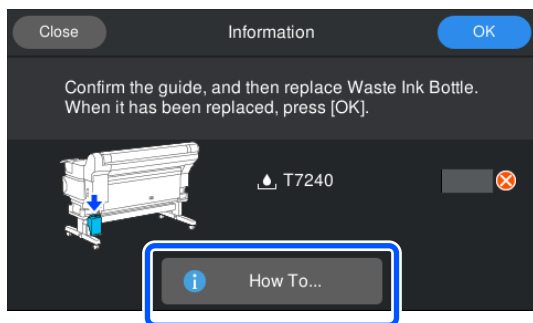 Close Information OK
Confirm the guide, and then replace Waste Ink Bottle.
When it has been replaced, press [OK].
T7240
i How To...